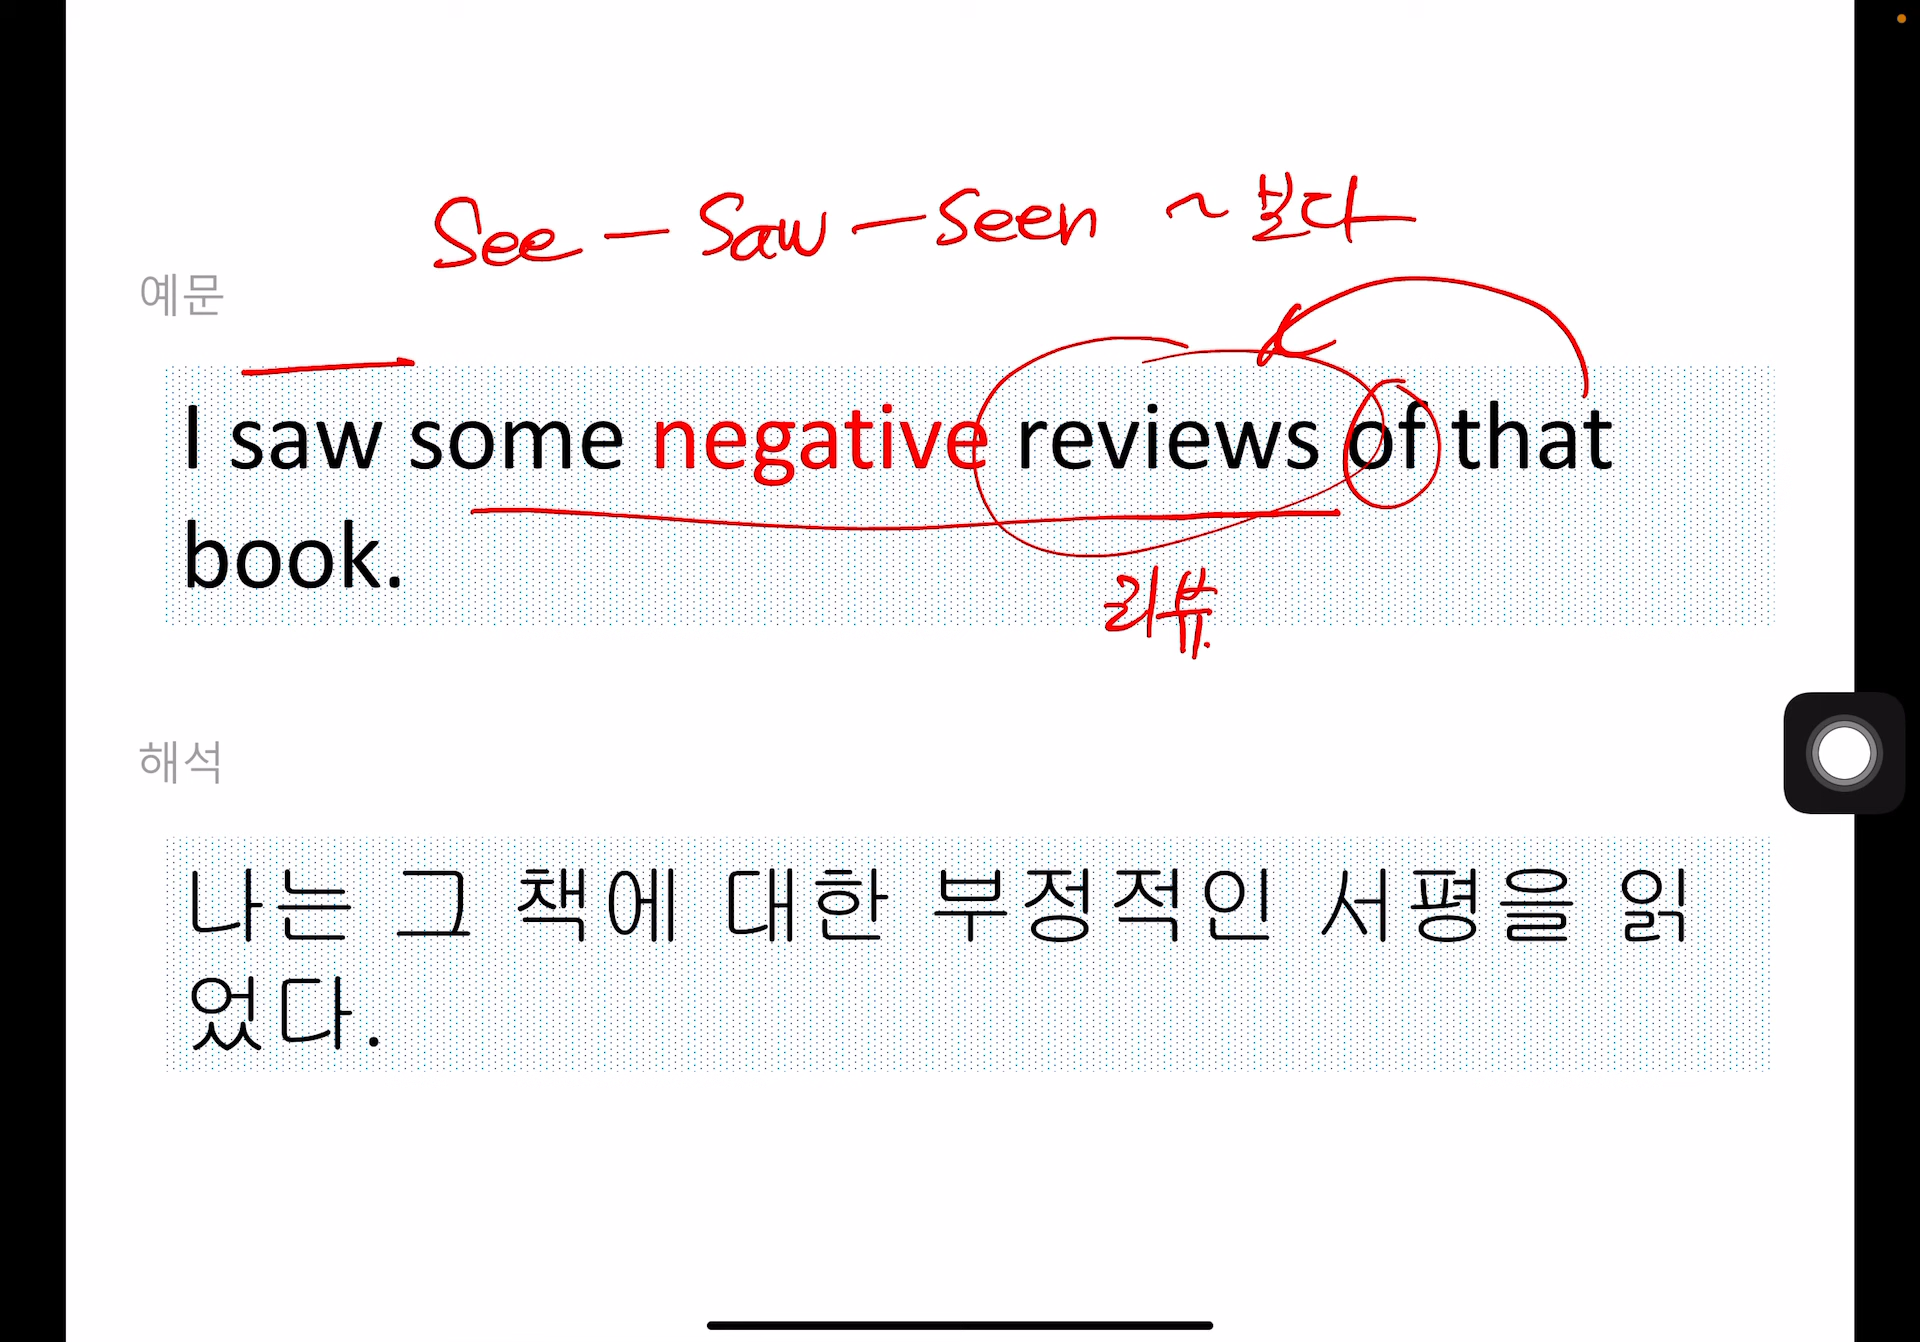 See – Saw – Seen ~보다
예문
I saw some negative reviews of that
book.
리뷰
해석
나는 그 책에 대한 부정적인 서평을 읽
었다.